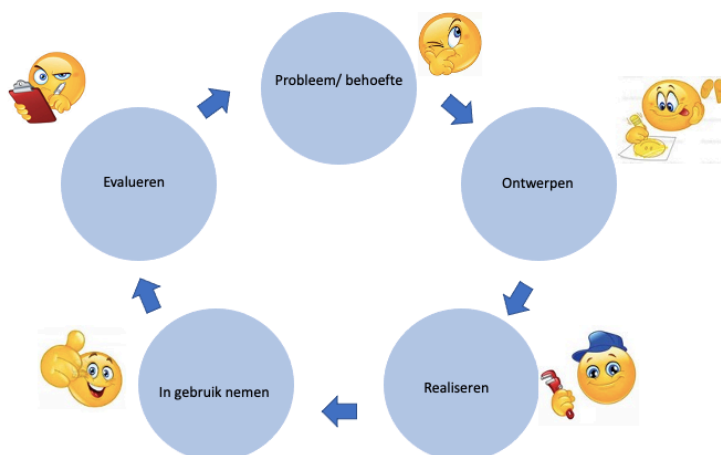 Probleem/ behoefte
Ontwerpen
Realiseren
In gebruik nemen
Evalueren